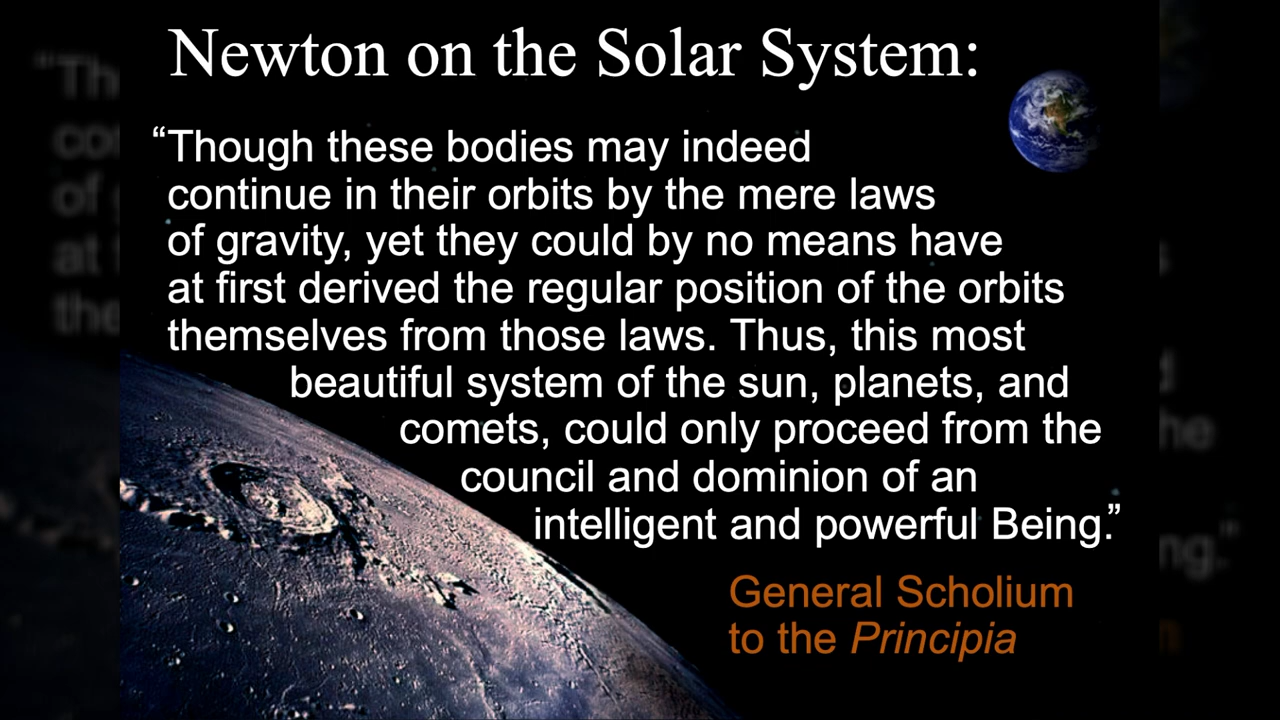 Newton on the Solar System:
“Though these bodies may indeed
continue in their orbits by the mere laws
of gravity, yet they could by no means have
at first derived the regular position of the orbits
themselves from those laws. Thus, this most
beautiful system of the sun, planets, and
comets, could only proceed from the
council and dominion of an
intelligent and powerful Being.”
General Scholium
to the Principia